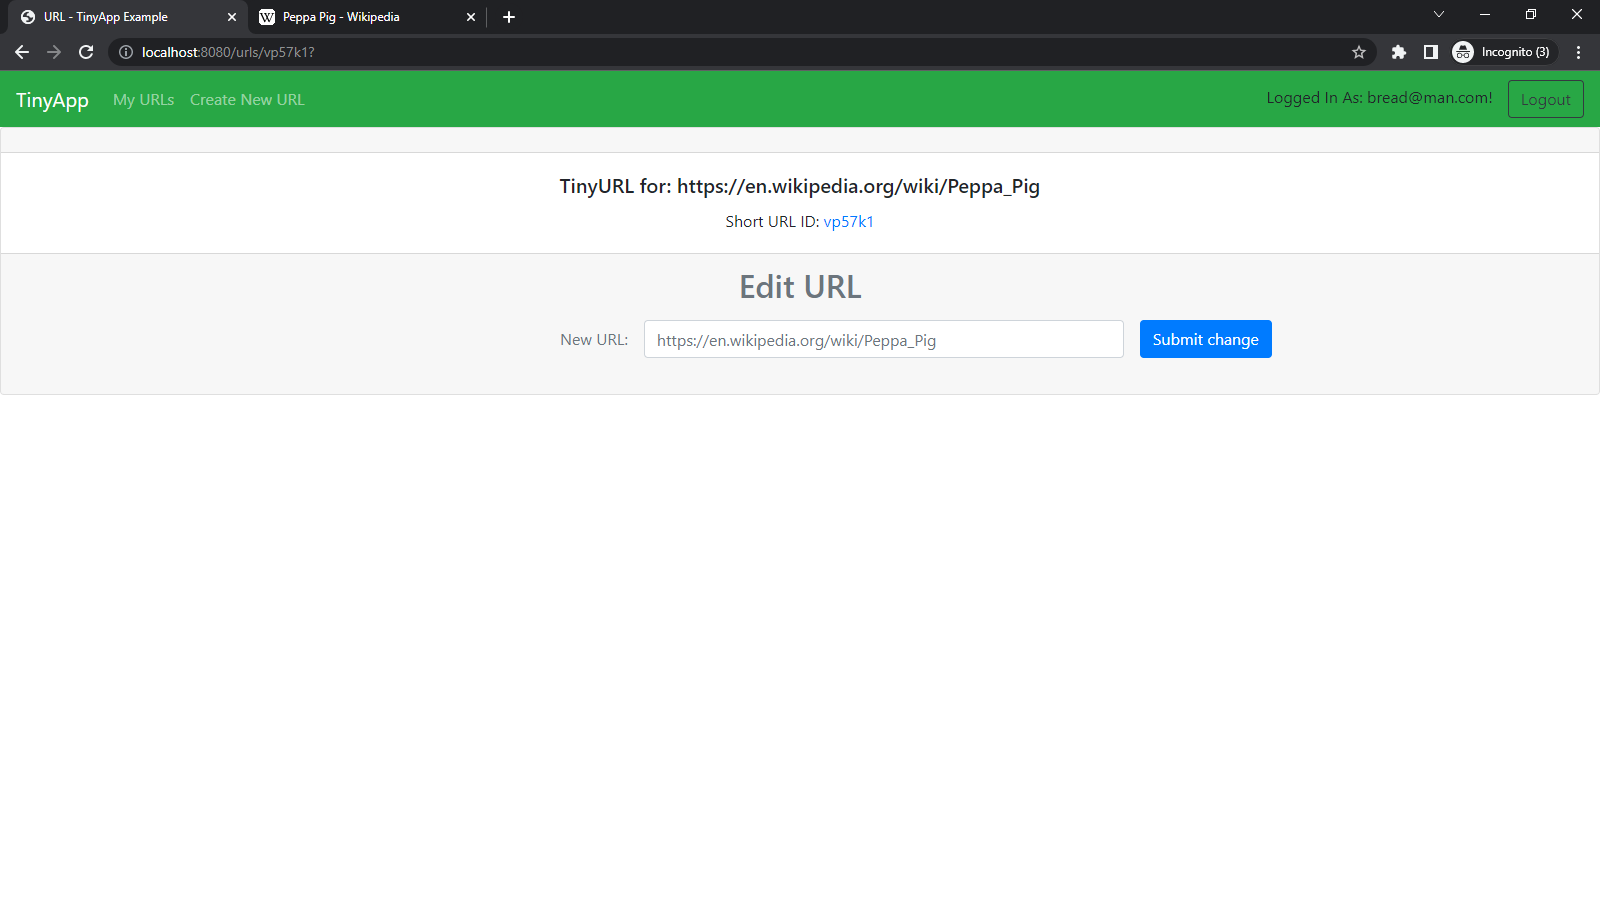 URL - TinyApp Example
Peppa Pig - Wikipedia
localhost:8080/urls/vp57k1?
Incognito (3)
TinyApp
My URLs
Create New URL
Logged In As: bread@man.com!
Logout
TinyURL for: https://en.wikipedia.org/wiki/Peppa_Pig
Short URL ID: vp57k1
Edit URL
New URL:
https://en.wikipedia.org/wiki/Peppa_Pig
Submit change